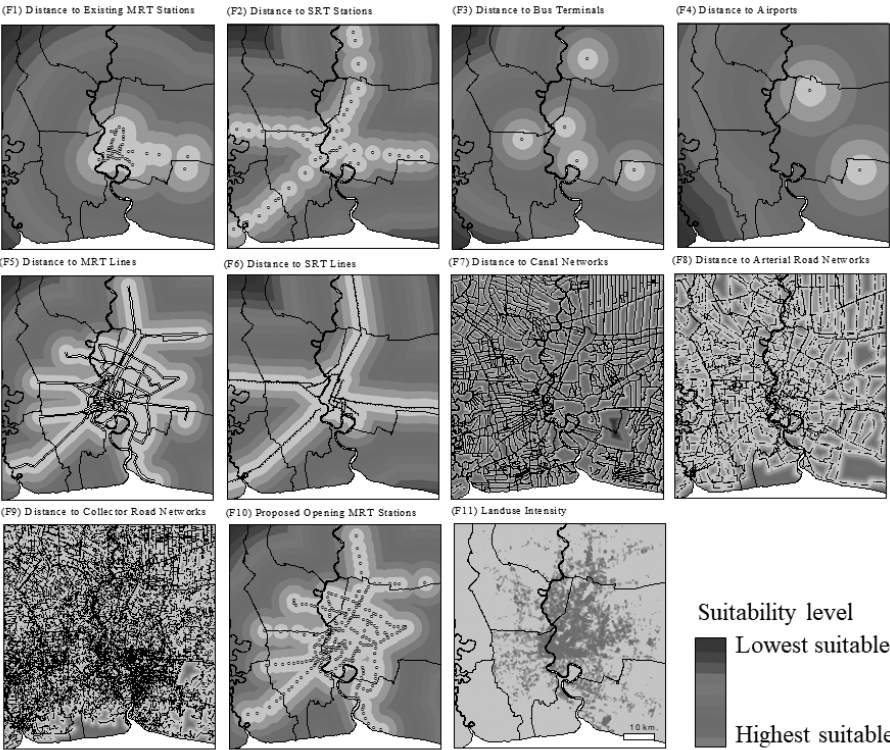 (F1) Distance to Existing MRT Stations
(F2) Distance to SRT Stations
(F3) Distance to Bus Terminals
(F4) Distance to Airports
(F5) Distance to MRT Lines
(F6) Distance to SRT Lines
(F7) Distance to Canal Networks
(F8) Distance to Arterial Road Networks
(F9) Distance to Collector Road Networks
(F10) Proposed Opening MRT Stations
(F11) Landuse Intensity
Suitability level
Lowest suitable
Highest suitable
10 km.